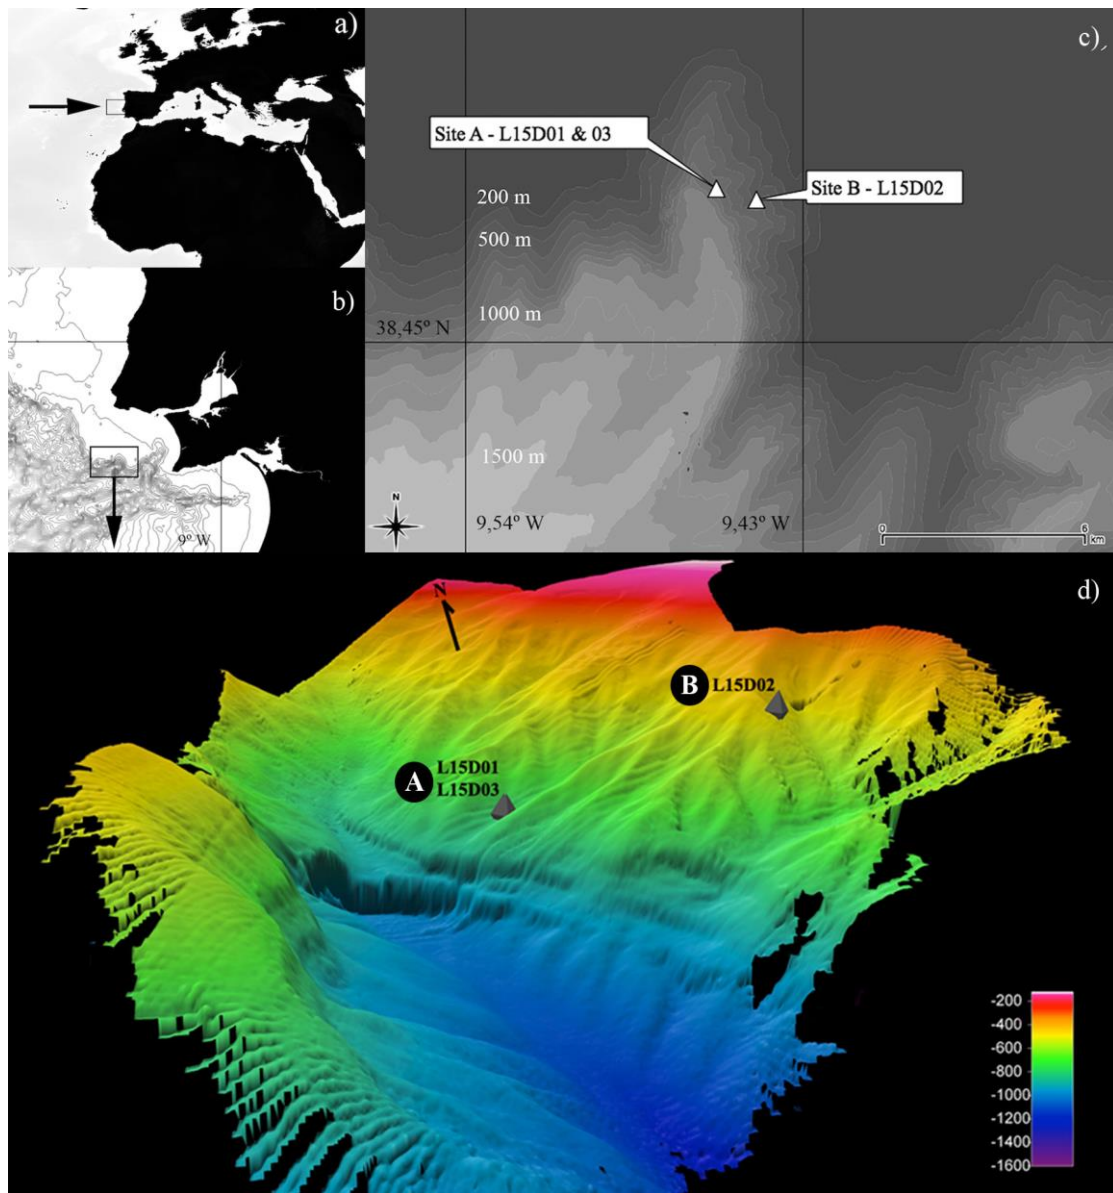 a)
b)
9º W
c)
Site A - L15D01 & 03
Site B - L15D02
200 m
500 m
1000 m
38,45º N
1500 m
N
9,54º W
9,43º W
0
6
km
d)
N
B
L15D02
A
L15D01
L15D03
-200
-400
-600
-800
-1000
-1200
-1400
-1600